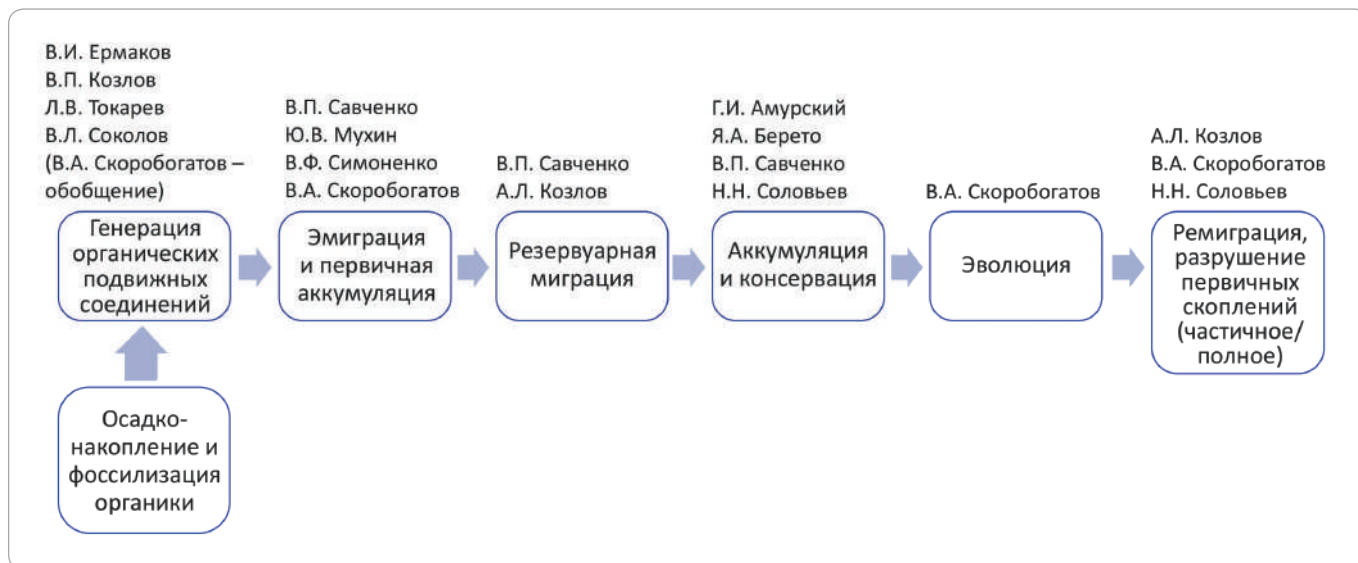 В.И. Ермаков
В.П. Козлов
Л.В. Токарев
В.Л. Соколов
(В.А. Скоробогатов –
обобщение)
Генерация
органических
подвижных
соединений
В.П. Савченко
Ю.В. Мухин
В.Ф. Симоненко
В.А. Скоробогатов
Эмиграция
и первичная
аккумуляция
В.П. Савченко
А.Л. Козлов
Резервуарная
миграция
Г.И. Амурский
Я.А. Берето
В.П. Савченко
Н.Н. Соловьев
Аккумуляция
и консервация
В.А. Скоробогатов
Эволюция
А.Л. Козлов
В.А. Скоробогатов
Н.Н. Соловьев
Ремиграция,
разрушение
первичных
скоплений
(частичное/
полное)
Осадко-
накопление и
фоссилизация
органики